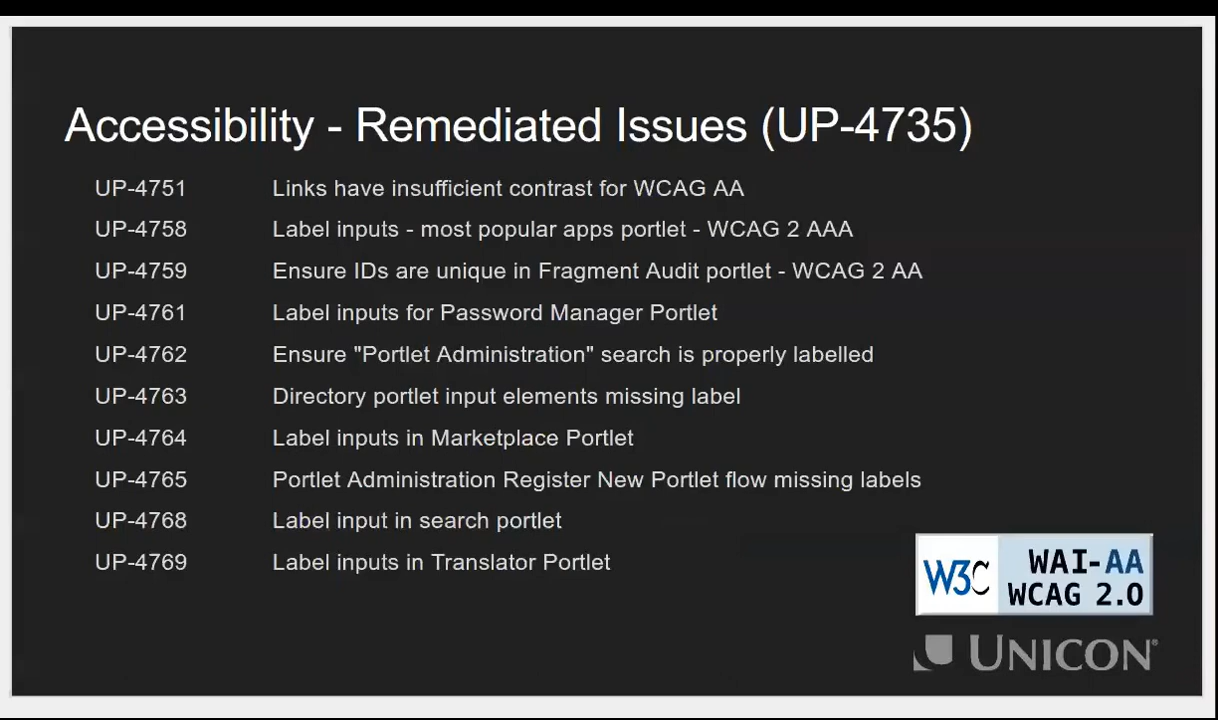 Accessibility - Remediated Issues (UP-4735)
UP-4751 Links have insufficient contrast for WCAG AA
UP-4758 Label inputs - most popular apps portlet - WCAG 2 AAA
UP-4759 Ensure IDs are unique in Fragment Audit portlet - WCAG 2 AA
UP-4761 Label inputs for Password Manager Portlet
UP-4762 Ensure "Portlet Administration" search is properly labelled
UP-4763 Directory portlet input elements missing label
UP-4764 Label inputs in Marketplace Portlet
UP-4765 Portlet Administration Register New Portlet flow missing labels
UP-4768 Label input in search portlet
UP-4769 Label inputs in Translator Portlet
W3C WAI-AA
WCAG 2.0
UNICON®